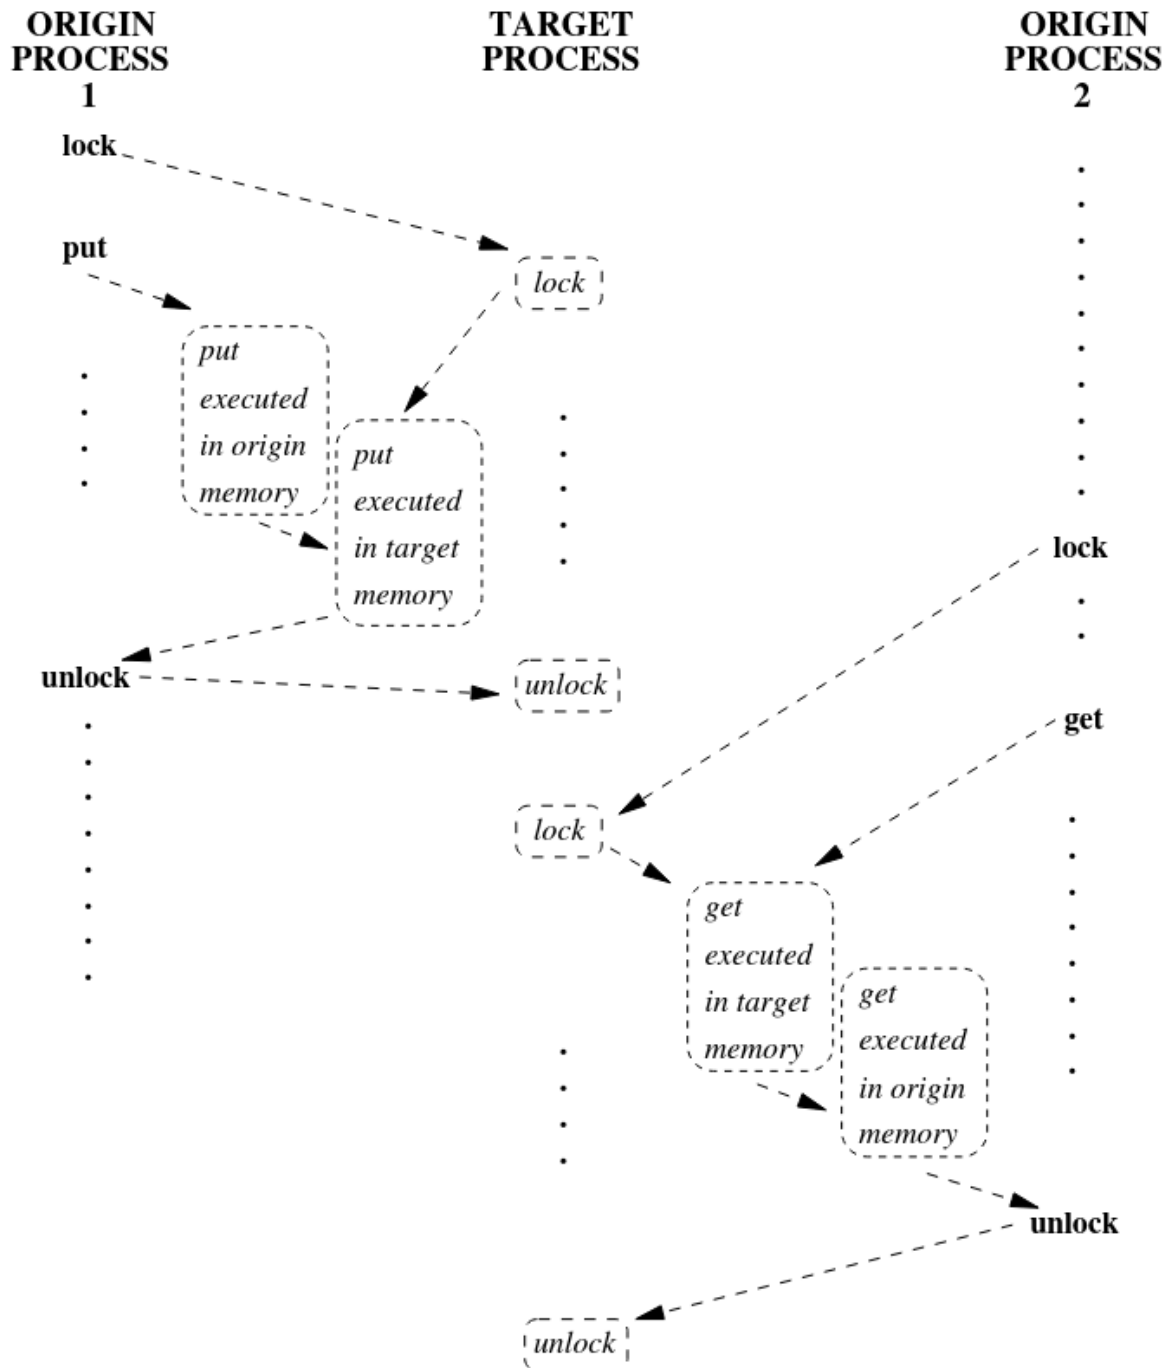 ORIGIN
PROCESS
1
TARGET
PROCESS
ORIGIN
PROCESS
2
lock
put
lock
put
executed
in origin
memory
put
executed
in target
memory
lock
unlock
unlock
get
lock
get
executed
in target
memory
get
executed
in origin
memory
unlock
unlock